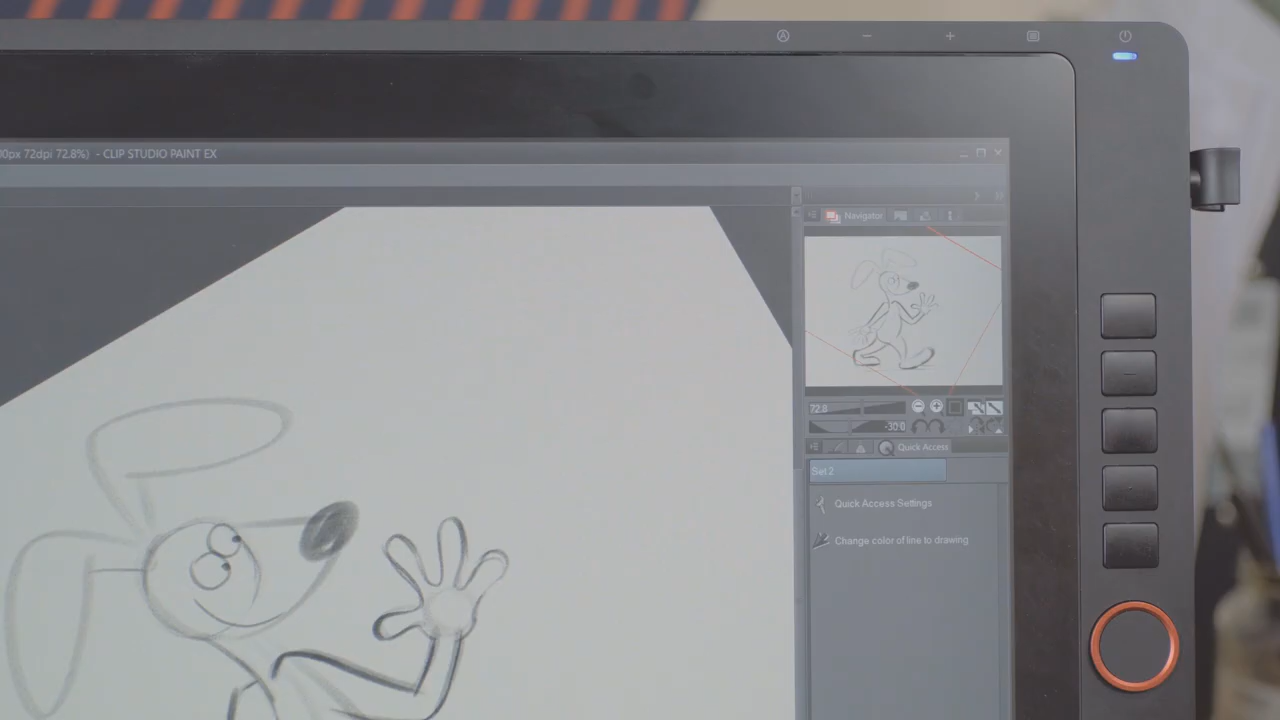 0px 72dpi 72.8%) - CLIP STUDIO PAINT EX
Navigator
72.8
-30.0
Quick Access
Set 2
Quick Access Settings
Change color of line to drawing